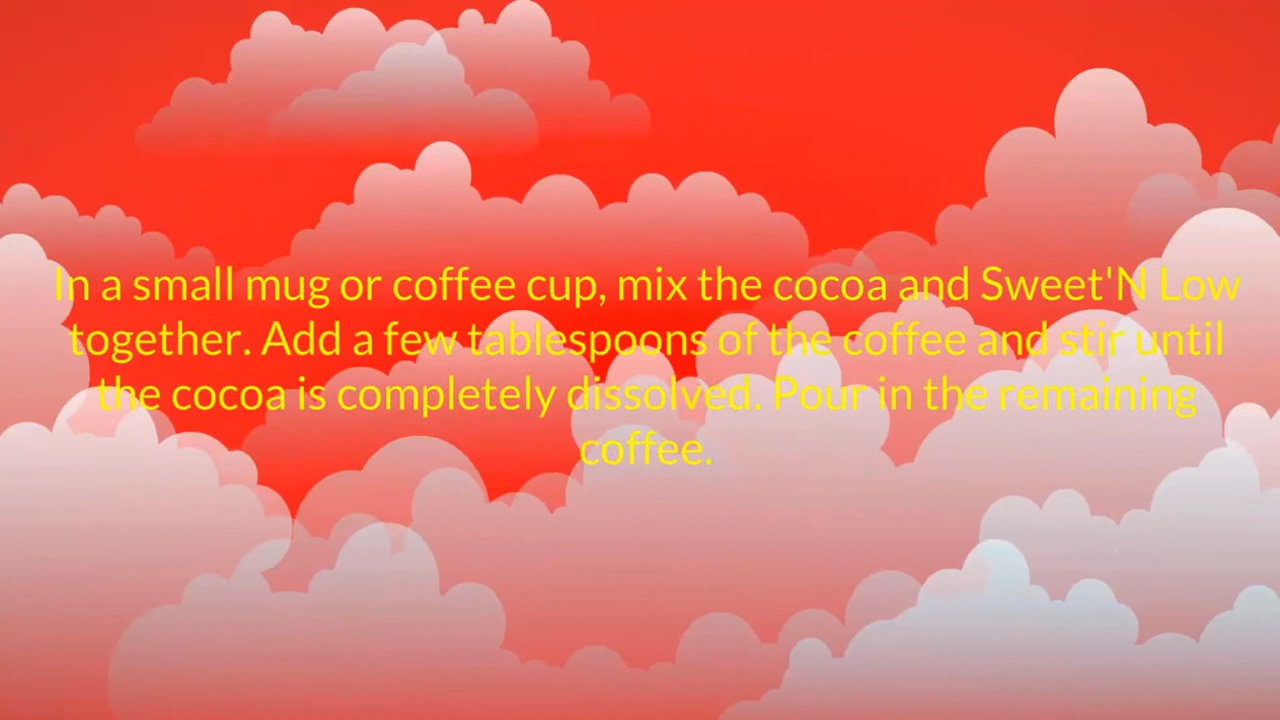 In a small mug or coffee cup, mix the cocoa and Sweet'N Low
together. Add a few tablespoons of the coffee and stir until
the cocoa is completely dissolved. Pour in the remaining
coffee.